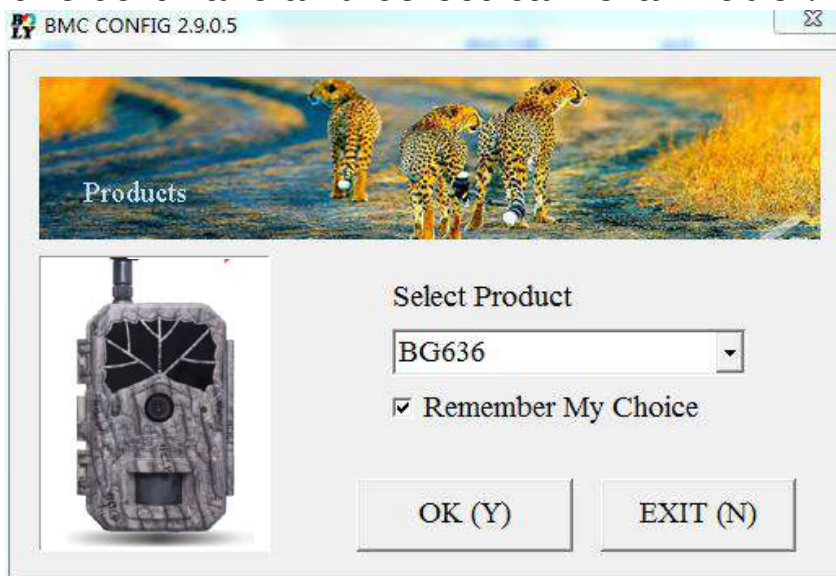 BMC CONFIG 2.9.0.5
Products
Select Product
BG636
Remember My Choice
OK (Y)
EXIT (N)